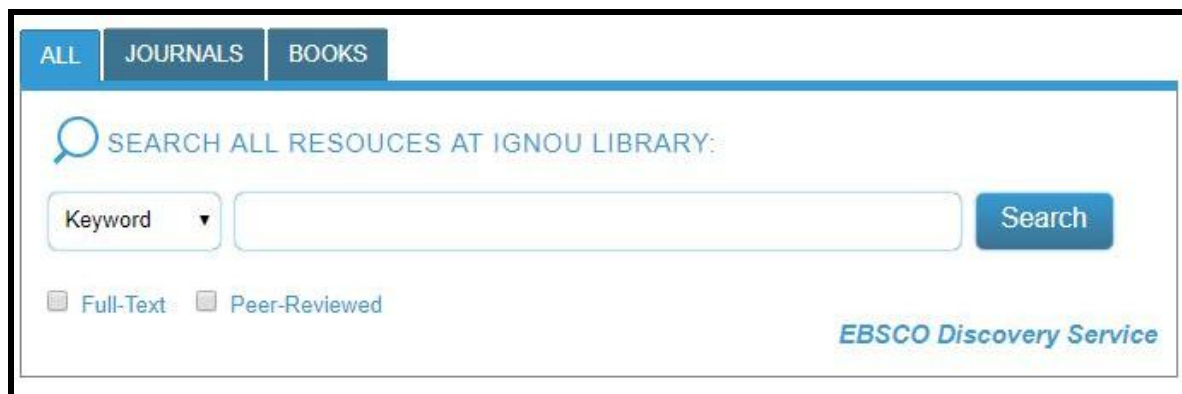 ALL JOURNALS BOOKS
SEARCH ALL RESOUCES AT IGNOU LIBRARY:
Keyword Search
Full-Text Peer-Reviewed
EBSCO Discovery Service